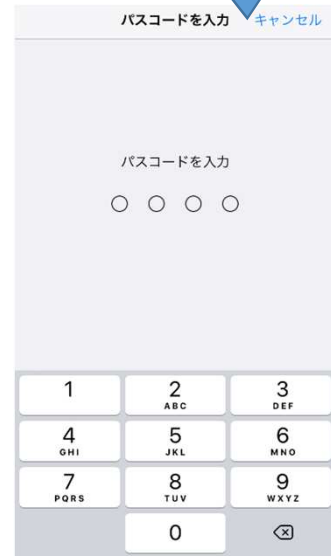 パスコードを入力 キャンセル
パスコードを入力
1 2 3
ABC DEF
4 5 6
GHI JKL MNO
7 8 9
PQRS TUV WXYZ
0